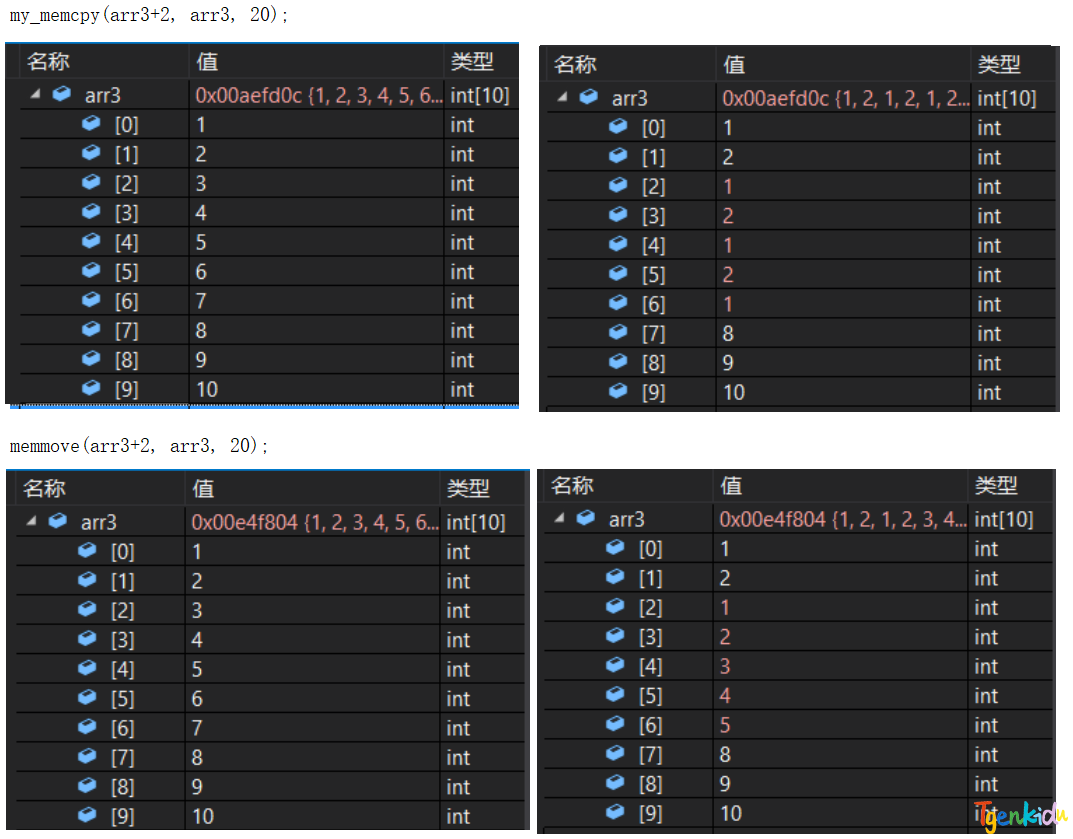 my_memcpy(arr3+2, arr3, 20);
名称 值 类型
arr3 0x00aefd0c {1, 2, 3, 4, 5, 6... int[10]
[0] 1 int
[1] 2 int
[2] 3 int
[3] 4 int
[4] 5 int
[5] 6 int
[6] 7 int
[7] 8 int
[8] 9 int
[9] 10 int
名称 值 类型
arr3 0x00aefd0c {1, 2, 1, 2, 1, 2... int[10]
[0] 1 int
[1] 2 int
[2] 1 int
[3] 2 int
[4] 1 int
[5] 2 int
[6] 1 int
[7] 8 int
[8] 9 int
[9] 10 int
memmove(arr3+2, arr3, 20);
名称 值 类型
arr3 0x00e4f804 {1, 2, 3, 4, 5, 6... int[10]
[0] 1 int
[1] 2 int
[2] 3 int
[3] 4 int
[4] 5 int
[5] 6 int
[6] 7 int
[7] 8 int
[8] 9 int
[9] 10 int
名称 值 类型
arr3 0x00e4f804 {1, 2, 1, 2, 3, 4... int[10]
[0] 1 int
[1] 2 int
[2] 1 int
[3] 2 int
[4] 3 int
[5] 4 int
[6] 5 int
[7] 8 int
[8] 9 int
[9] 10 int
Tgenkidu